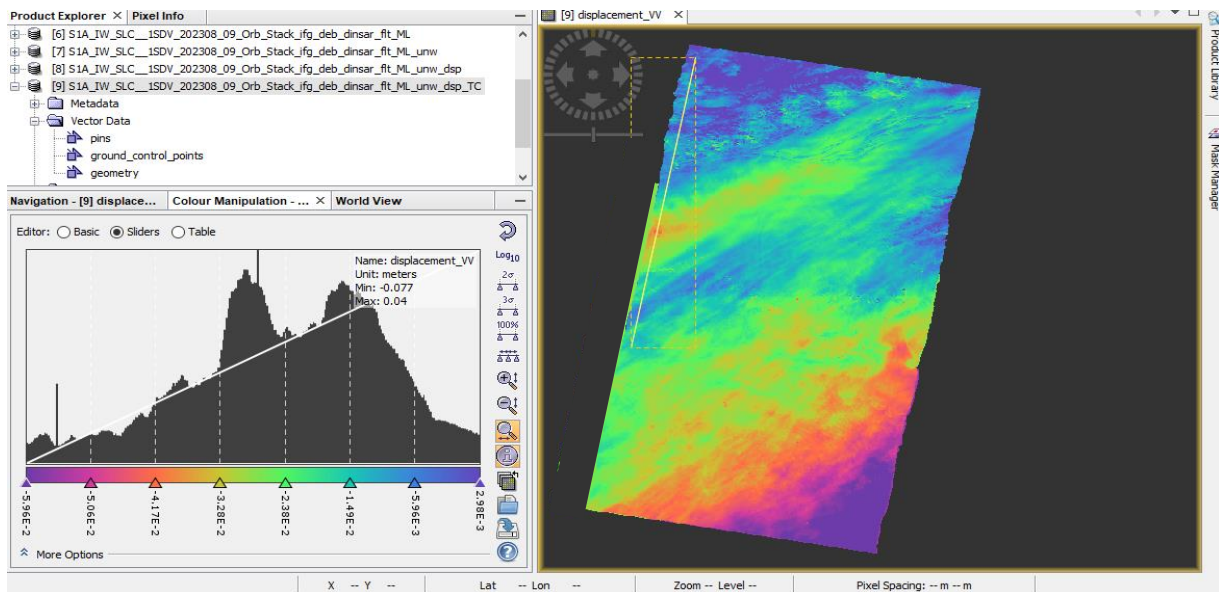 Product Explorer × Pixel Info
[9] displacement_VV ×
[6] S1A_IW_SLC__1SDV_202308_09_Orb_Stack_ifg_deb_dinsar_flt_ML
[7] S1A_IW_SLC__1SDV_202308_09_Orb_Stack_ifg_deb_dinsar_flt_ML_unw
[8] S1A_IW_SLC__1SDV_202308_09_Orb_Stack_ifg_deb_dinsar_flt_ML_unw_dsp
[9] S1A_IW_SLC__1SDV_202308_09_Orb_Stack_ifg_deb_dinsar_flt_ML_unw_dsp_TC
Metadata
Vector Data
pins
ground_control_points
geometry
Product Library
Mask Manager
Navigation - [9] displace... Colour Manipulation - ... × World View
Editor: Basic Sliders Table
Name: displacement_VV
Unit: meters
Min: -0.077
Max: 0.04
Log10
2σ
3σ
100%
-5.96E-2
-5.06E-2
-4.17E-2
-3.28E-2
-2.38E-2
-1.49E-2
-5.96E-3
2.98E-3
More Options
X -- Y -- Lat -- Lon -- Zoom -- Level -- Pixel Spacing: -- m -- m